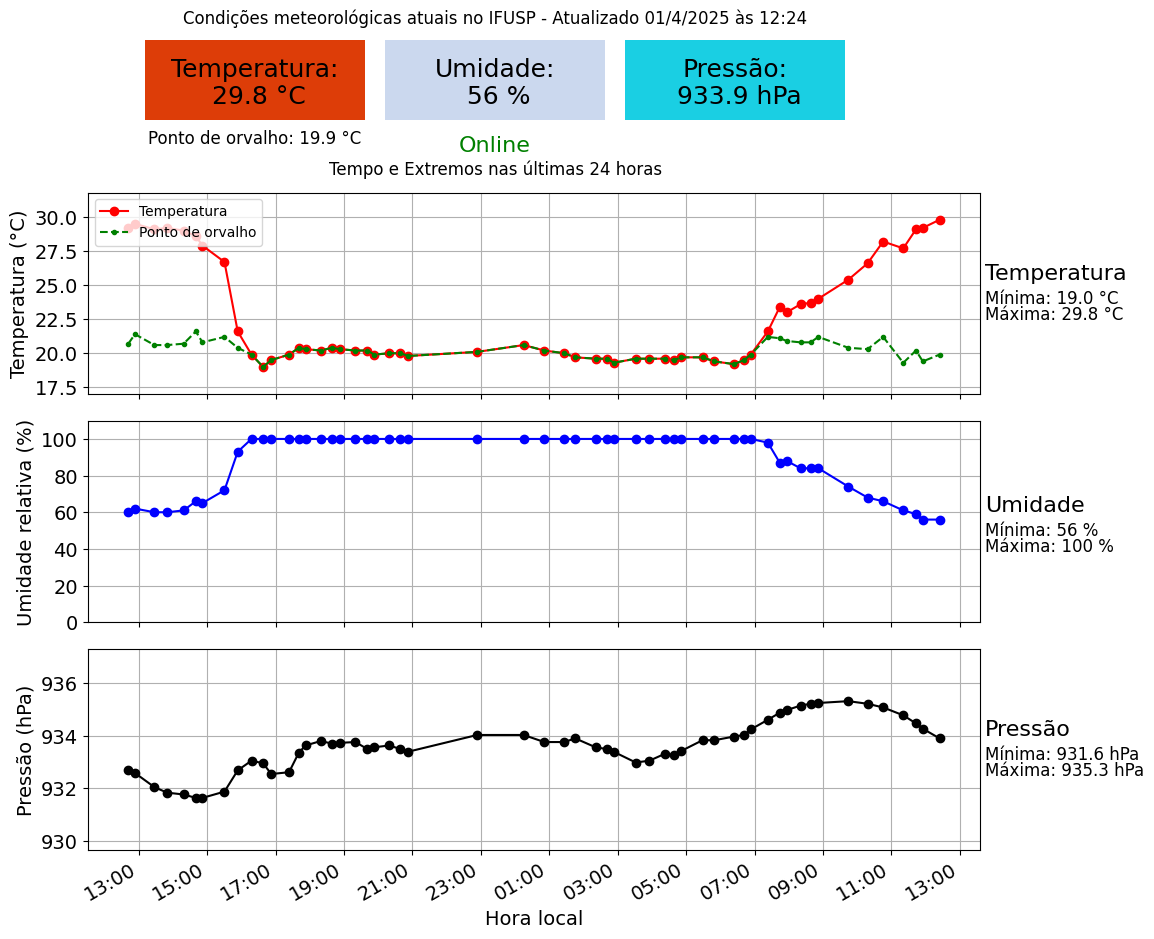 Condições meteorológicas atuais no IFUSP - Atualizado 01/4/2025 às 12:24
Temperatura:
29.8 °C
Umidade:
56 %
Pressão:
933.9 hPa
Ponto de orvalho: 19.9 °C
Online
Tempo e Extremos nas últimas 24 horas
Temperatura (°C)
30.0
27.5
25.0
22.5
20.0
17.5
Temperatura
Ponto de orvalho
Temperatura
Mínima: 19.0 °C
Máxima: 29.8 °C
Umidade relativa (%)
100
80
60
40
20
0
Umidade
Mínima: 56 %
Máxima: 100 %
Pressão (hPa)
936
934
932
930
Pressão
Mínima: 931.6 hPa
Máxima: 935.3 hPa
13:00
15:00
17:00
19:00
21:00
23:00
01:00
03:00
05:00
07:00
09:00
11:00
13:00
Hora local